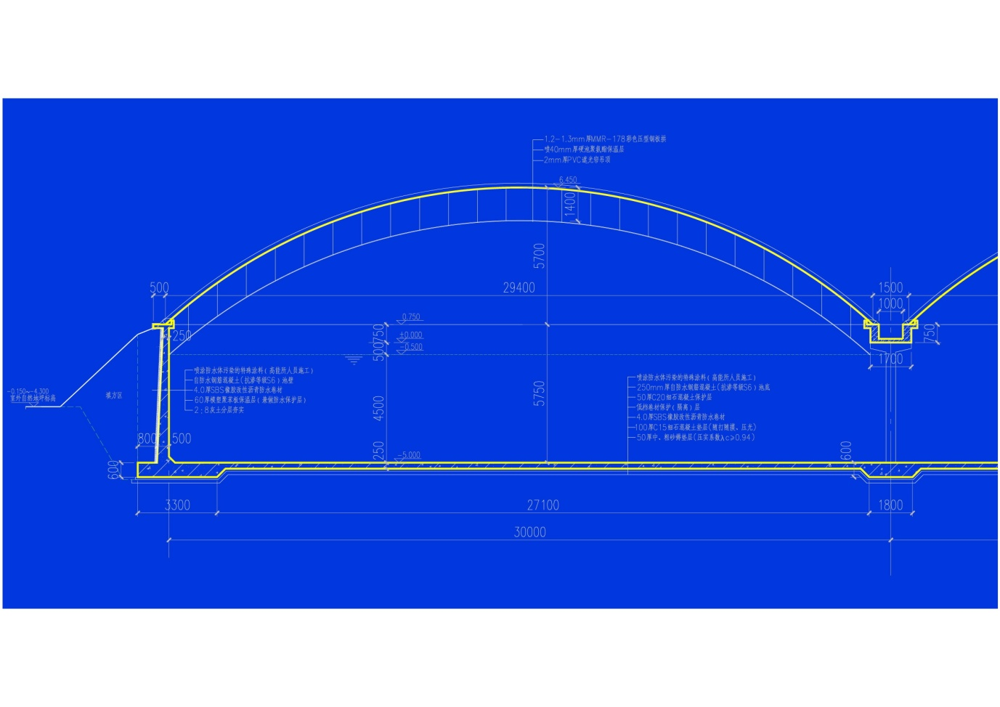 1.2-1.3mm厚MMR-178彩色压型钢板拱
喷40mm厚硬泡聚氨酯保温层
2mm厚PVC遮光帘吊顶
6.450
1400
5700
500
29400
1500
1000
0.750
750
±0.000
500
-0.500
250
750
1700
喷涂防水体污染的特殊涂料(高能所人员施工)
自防水钢筋混凝土(抗渗等级S6)池壁
4.0厚SBS橡胶改性沥青防水卷材
60厚模塑聚苯板保温层(兼做防水保护层)
2:8灰土分层夯实
喷涂防水体污染的特殊涂料(高能所人员施工)
250mm厚自防水钢筋混凝土(抗渗等级S6)池底
50厚C20细石混凝土保护层
低档卷材保护(隔离)层
4.0厚SBS橡胶改性沥青防水卷材
100厚C15细石混凝土垫层(随打随摸、压光)
50厚中、粗砂褥垫层(压实系数λc≥0.94)
-0.150~-4.300
室外自然地坪标高
填方区
5750
4500
800
500
250
-5.000
600
600
3300
27100
1800
30000